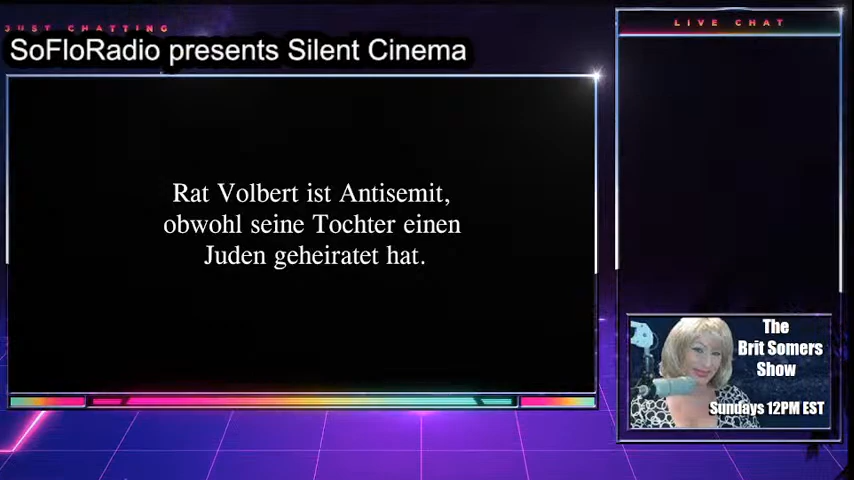 JUST CHATTING
SoFloRadio presents Silent Cinema
LIVE CHAT
Rat Volbert ist Antisemit,
obwohl seine Tochter einen
Juden geheiratet hat.
The
Brit Somers
Show
Sundays 12PM EST